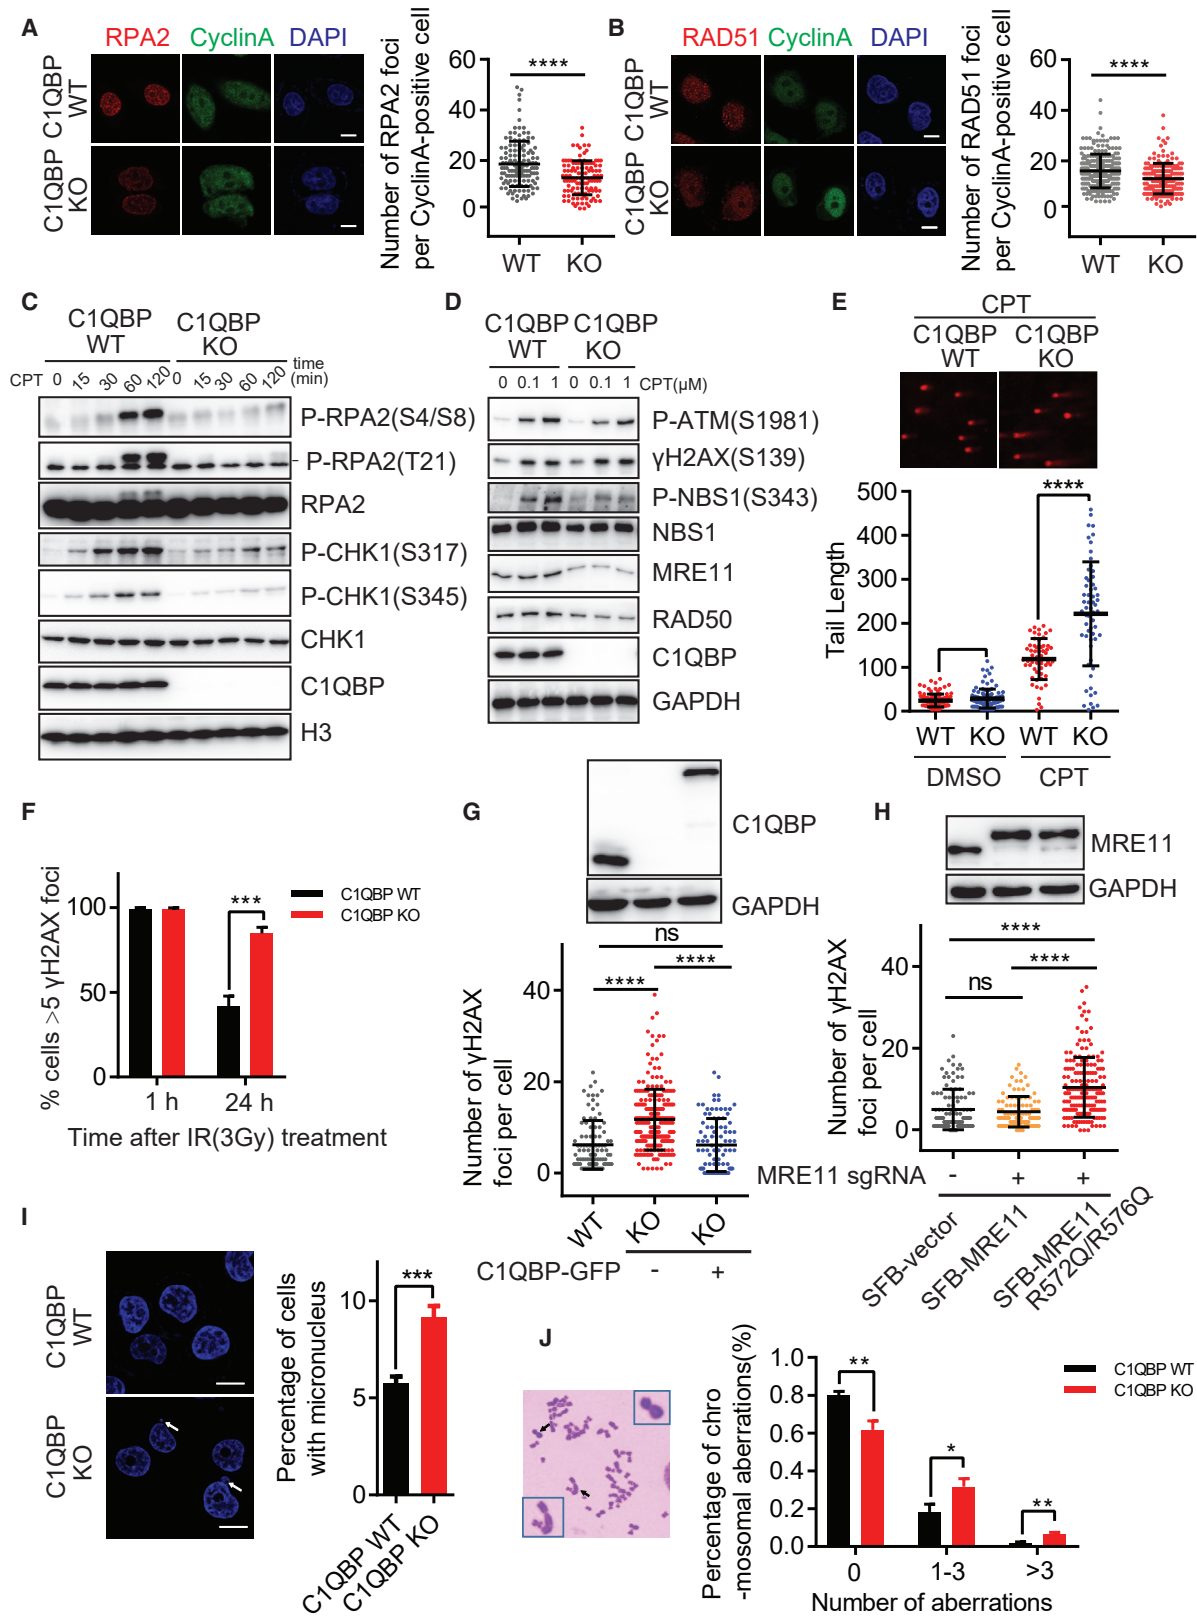 A
RPA2 CyclinA DAPI
C1QBP
WT
C1QBP
KO
Number of RPA2 foci
per CyclinA-positive cell
60
40
20
0
****
WT KO
B
RAD51 CyclinA DAPI
C1QBP
WT
C1QBP
KO
Number of RAD51 foci
per CyclinA-positive cell
60
40
20
0
****
WT KO
C
C1QBP
WT
C1QBP
KO
CPT 0 15 30 60 120 0 15 30 60 120 time
(min)
P-RPA2(S4/S8)
- P-RPA2(T21)
RPA2
P-CHK1(S317)
P-CHK1(S345)
CHK1
C1QBP
H3
D
C1QBP
WT
C1QBP
KO
0 0.1 1 0 0.1 1 CPT(μM)
P-ATM(S1981)
γH2AX(S139)
P-NBS1(S343)
NBS1
MRE11
RAD50
C1QBP
GAPDH
E
CPT
C1QBP
WT
C1QBP
KO
Tail Length
500
400
300
200
100
0
****
WT KO WT KO
DMSO CPT
F
% cells >5 γH2AX foci
100
50
0
***
C1QBP WT
C1QBP KO
1 h 24 h
Time after IR(3Gy) treatment
G
C1QBP
GAPDH
Number of γH2AX
foci per cell
40
20
0
ns
**** ****
WT KO KO
C1QBP-GFP - +
H
MRE11
GAPDH
Number of γH2AX
foci per cell
40
20
0
****
****
ns
MRE11 sgRNA - + +
SFB-vector
SFB-MRE11
SFB-MRE11
R572Q/R576Q
I
C1QBP
WT
C1QBP
KO
Percentage of cells
with micronucleus
10
5
0
***
C1QBP WT
C1QBP KO
J
Percentage of chro
-mosomal aberrations(%)
1.0
0.8
0.6
0.4
0.2
0.0
**
*
**
C1QBP WT
C1QBP KO
0 1-3 >3
Number of aberrations